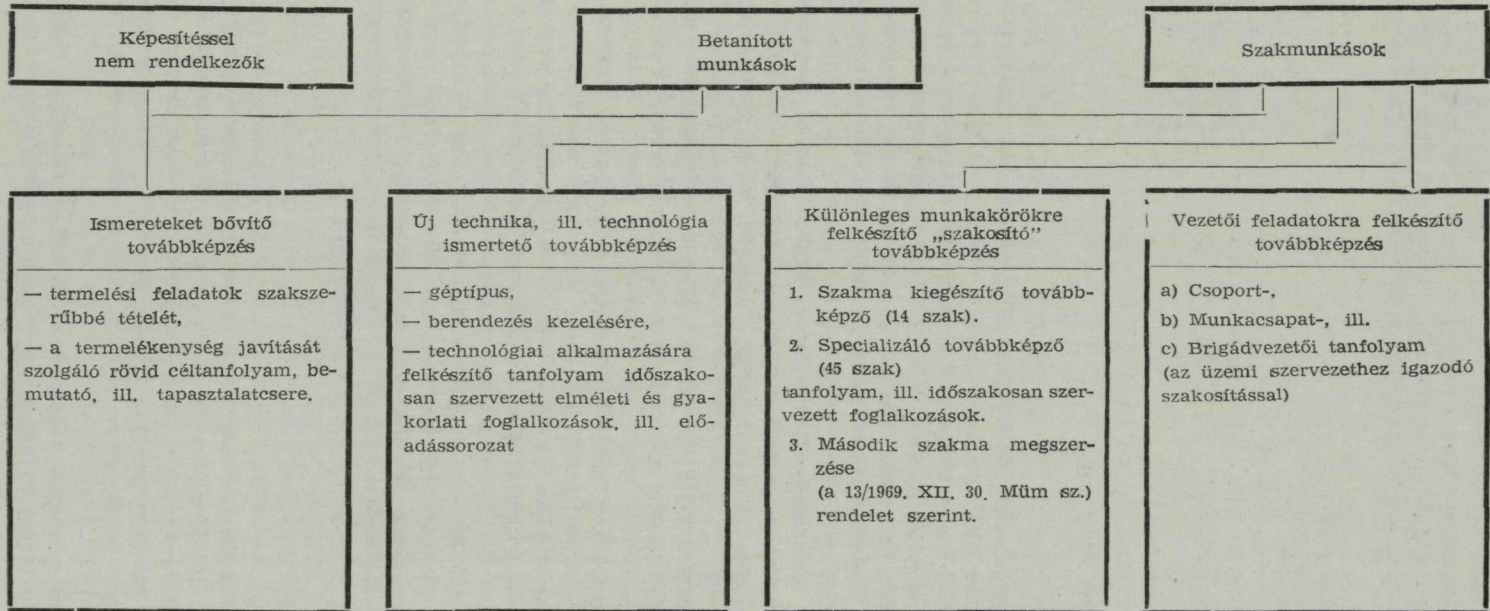 Képesítéssel
nem rendelkezők
Betanított
munkások
Szakmunkások
Ismereteket bővítő
továbbképzés
— termelési feladatok szaksze-
rűbbé tételét,
— a termelékenység javítását
szolgáló rövid céltanfolyam, be-
mutató, ill. tapasztalatcsere.
Új technika, ill. technológia
ismertető továbbképzés
— géptípus,
— berendezés kezelésére,
— technológiai alkalmazására
felkészítő tanfolyam időszako-
san szervezett elméleti és gya-
korlati foglalkozások, ill. elő-
adássorozat
Különleges munkakörökre
felkészítő „szakosító”
továbbképzés
1. Szakma kiegészítő tovább-
képző (14 szak).
2. Specializáló továbbképző
(45 szak)
tanfolyam, ill. időszakosan szer-
vezett foglalkozások.
3. Második szakma megszer-
zése
(a 13/1969. XII. 30. Müm sz.)
rendelet szerint.
Vezetői feladatokra felkészítő
továbbképzés
a) Csoport-,
b) Munkacsapat-, ill.
c) Brigádvezetői tanfolyam
(az üzemi szervezethez igazodó
szakosítással)